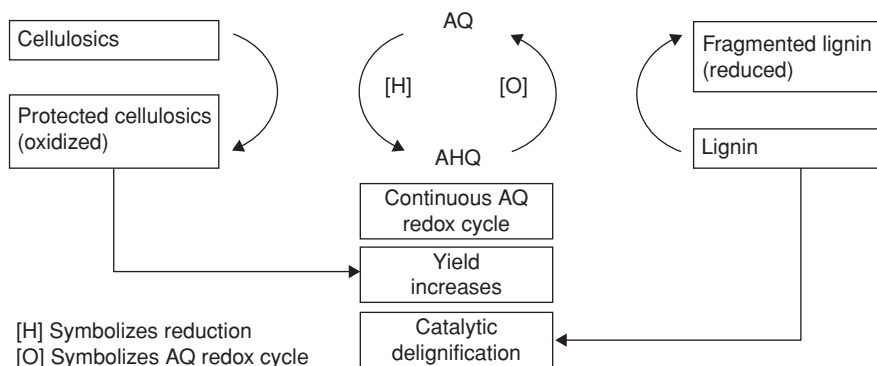 Cellulosics
Protected cellulosics
(oxidized)
AQ
[H]
[O]
AHQ
Fragmented lignin
(reduced)
Lignin
Continuous AQ
redox cycle
Yield
increases
Catalytic
delignification
[H] Symbolizes reduction
[O] Symbolizes AQ redox cycle